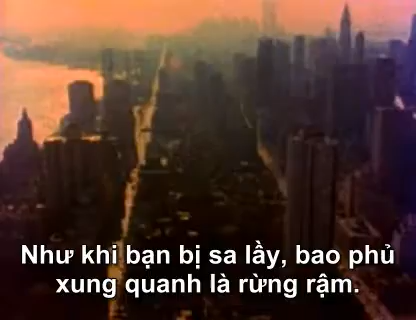 Như khi bạn bị sa lầy, bao phủ
xung quanh là rừng rậm.